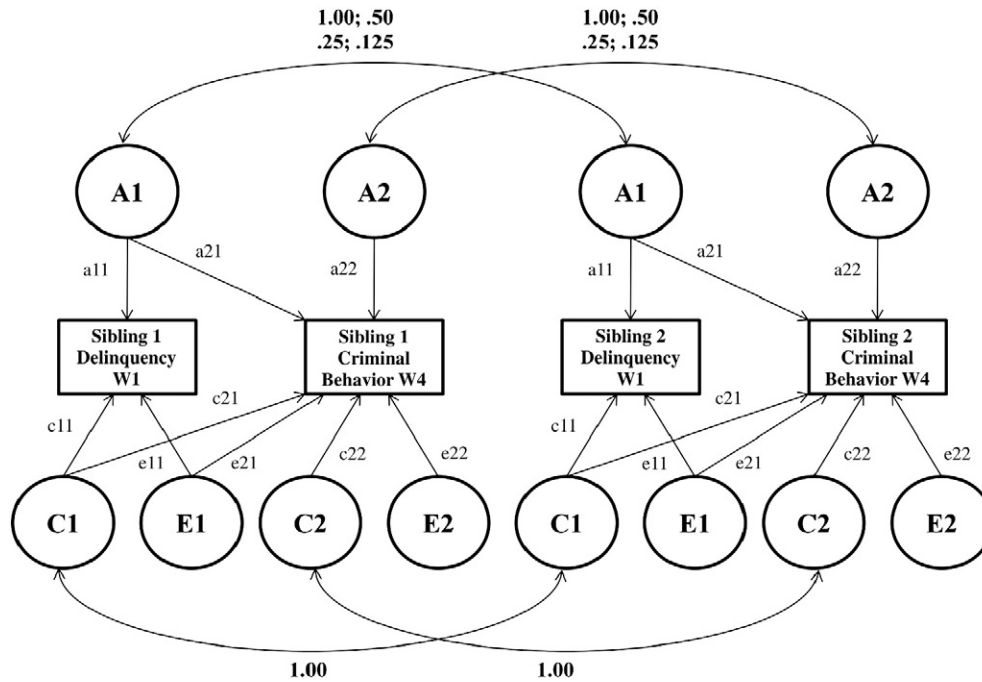 1.00; .50
.25; .125
1.00; .50
.25; .125
A1
A2
A1
A2
a11
a21
a22
a11
a21
a22
Sibling 1
Delinquency
W1
Sibling 1
Criminal
Behavior W4
Sibling 2
Delinquency
W1
Sibling 2
Criminal
Behavior W4
c11
e11
c21
e21
c22
e22
c11
e11
c21
e21
c22
e22
C1
E1
C2
E2
C1
E1
C2
E2
1.00
1.00